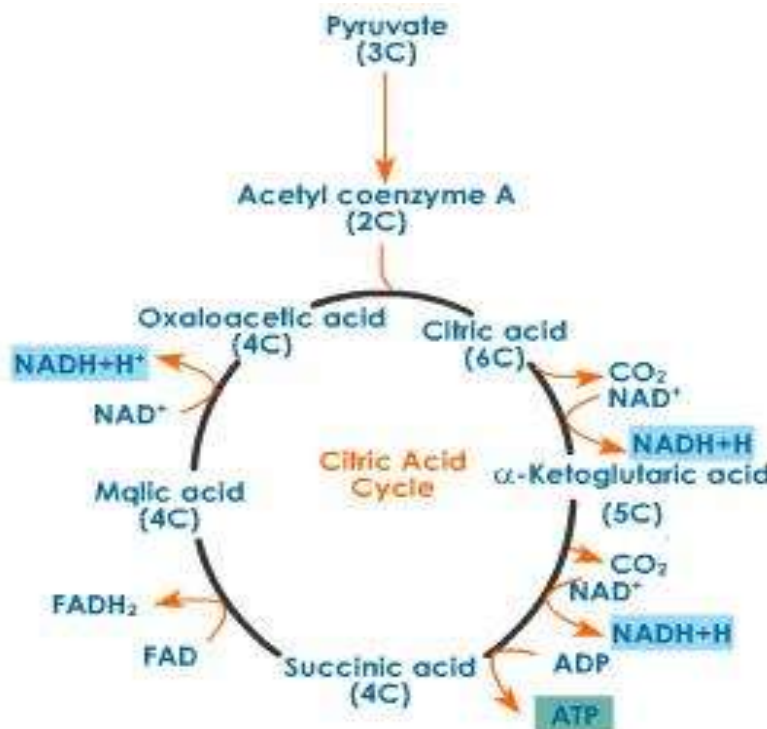 Pyruvate
(3C)
Acetyl coenzyme A
(2C)
Oxaloacetic acid
(4C)
Citric acid
(6C)
NADH+H⁺
NAD⁺
CO₂
NAD⁺
NADH+H
Citric Acid
Cycle
α-Ketoglutaric acid
(5C)
Malic acid
(4C)
CO₂
NAD⁺
NADH+H
FADH₂
FAD
Succinic acid
(4C)
ADP
ATP